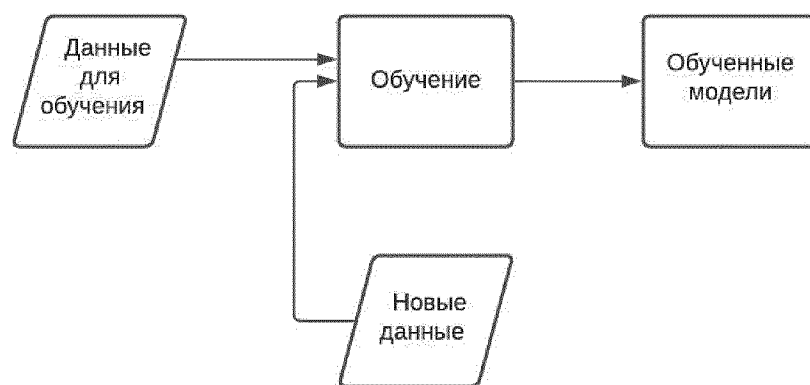 Данные
для
обучения
Обучение
Обученные
модели
Новые
данные